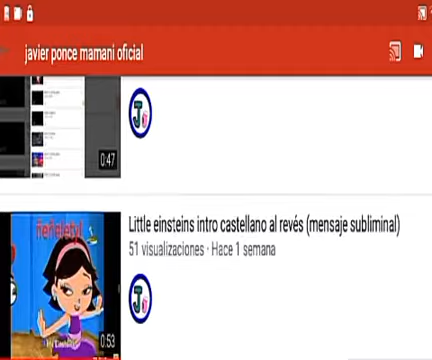 javier ponce mamani oficial
0:47
Little einsteins intro castellano al revés (mensaje subliminal)
51 visualizaciones · Hace 1 semana
0:53